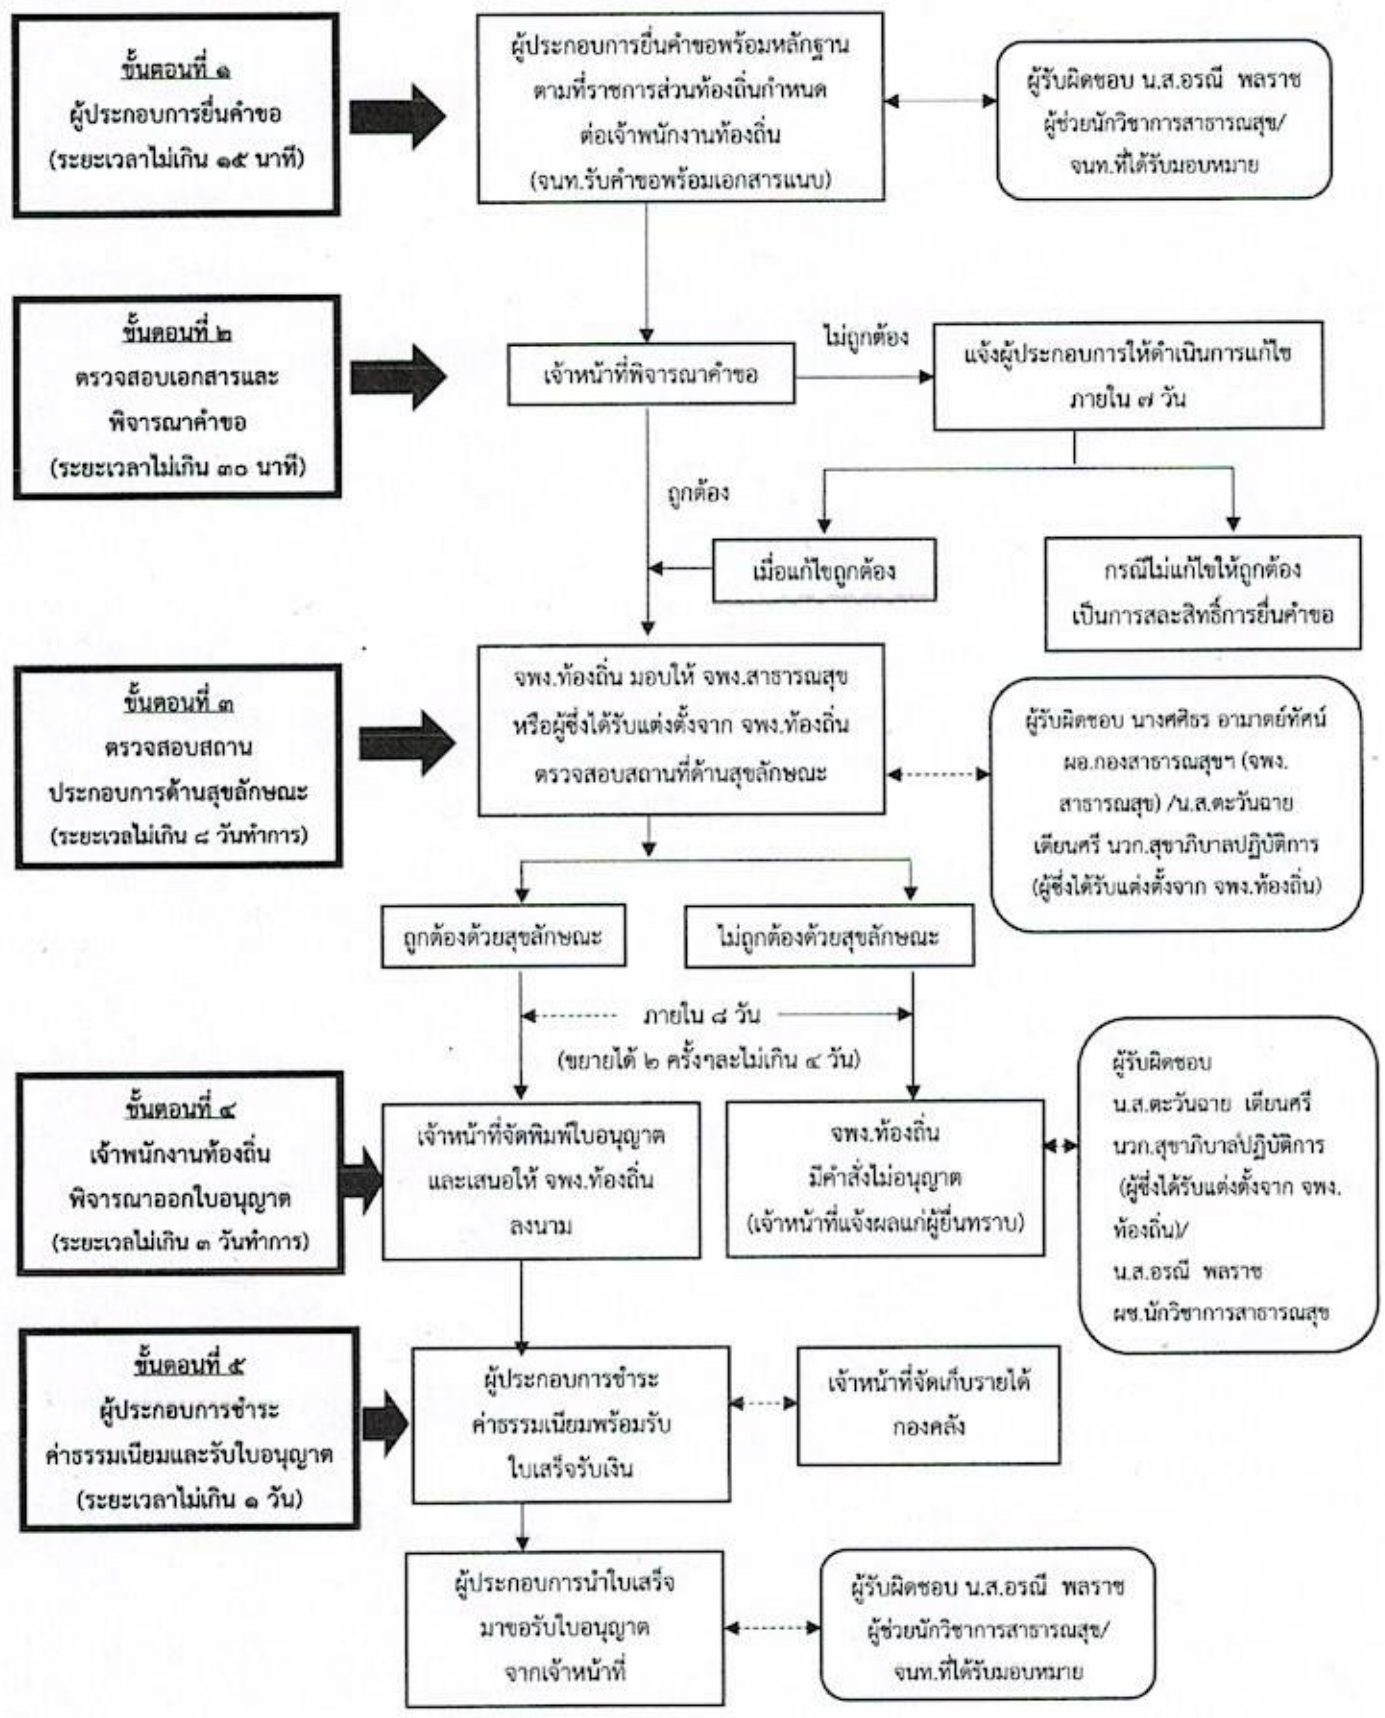 ขั้นตอนที่ ๑
ผู้ประกอบการยื่นคำขอ
(ระยะเวลาไม่เกิน ๑๕ นาที)
ผู้ประกอบการยื่นคำขอพร้อมหลักฐาน
ตามที่ราชการส่วนท้องถิ่นกำหนด
ต่อเจ้าพนักงานท้องถิ่น
(จนท.รับคำขอพร้อมเอกสารแนบ)
ผู้รับผิดชอบ น.ส.อรณี พลราช
ผู้ช่วยนักวิชาการสาธารณสุข/
จนท.ที่ได้รับมอบหมาย
ขั้นตอนที่ ๒
ตรวจสอบเอกสารและ
พิจารณาคำขอ
(ระยะเวลาไม่เกิน ๓๐ นาที)
เจ้าหน้าที่พิจารณาคำขอ
ไม่ถูกต้อง
แจ้งผู้ประกอบการให้ดำเนินการแก้ไข
ภายใน ๗ วัน
ถูกต้อง
เมื่อแก้ไขถูกต้อง
กรณีไม่แก้ไขให้ถูกต้อง
เป็นการสละสิทธิ์การยื่นคำขอ
ขั้นตอนที่ ๓
ตรวจสอบสถาน
ประกอบการด้านสุขลักษณะ
(ระยะเวลไม่เกิน ๘ วันทำการ)
จพง.ท้องถิ่น มอบให้ จพง.สาธารณสุข
หรือผู้ซึ่งได้รับแต่งตั้งจาก จพง.ท้องถิ่น
ตรวจสอบสถานที่ด้านสุขลักษณะ
ผู้รับผิดชอบ นางศศิธร อามาตย์ทัศน์
ผอ.กองสาธารณสุขฯ (จพง.
สาธารณสุข) /น.ส.ตะวันฉาย
เตียนศรี นวก.สุขาภิบาลปฏิบัติการ
(ผู้ซึ่งได้รับแต่งตั้งจาก จพง.ท้องถิ่น)
ถูกต้องด้วยสุขลักษณะ
ไม่ถูกต้องด้วยสุขลักษณะ
ภายใน ๘ วัน
(ขยายได้ ๒ ครั้งๆละไม่เกิน ๔ วัน)
ขั้นตอนที่ ๔
เจ้าพนักงานท้องถิ่น
พิจารณาออกใบอนุญาต
(ระยะเวลไม่เกิน ๓ วันทำการ)
เจ้าหน้าที่จัดพิมพ์ใบอนุญาต
และเสนอให้ จพง.ท้องถิ่น
ลงนาม
จพง.ท้องถิ่น
มีคำสั่งไม่อนุญาต
(เจ้าหน้าที่แจ้งผลแก่ผู้ยื่นทราบ)
ผู้รับผิดชอบ
น.ส.ตะวันฉาย เตียนศรี
นวก.สุขาภิบาลปฏิบัติการ
(ผู้ซึ่งได้รับแต่งตั้งจาก จพง.
ท้องถิ่น)/
น.ส.อรณี พลราช
ผช.นักวิชาการสาธารณสุข
ขั้นตอนที่ ๕
ผู้ประกอบการชำระ
ค่าธรรมเนียมและรับใบอนุญาต
(ระยะเวลาไม่เกิน ๑ วัน)
ผู้ประกอบการชำระ
ค่าธรรมเนียมพร้อมรับ
ใบเสร็จรับเงิน
เจ้าหน้าที่จัดเก็บรายได้
กองคลัง
ผู้ประกอบการนำใบเสร็จ
มาขอรับใบอนุญาต
จากเจ้าหน้าที่
ผู้รับผิดชอบ น.ส.อรณี พลราช
ผู้ช่วยนักวิชาการสาธารณสุข/
จนท.ที่ได้รับมอบหมาย